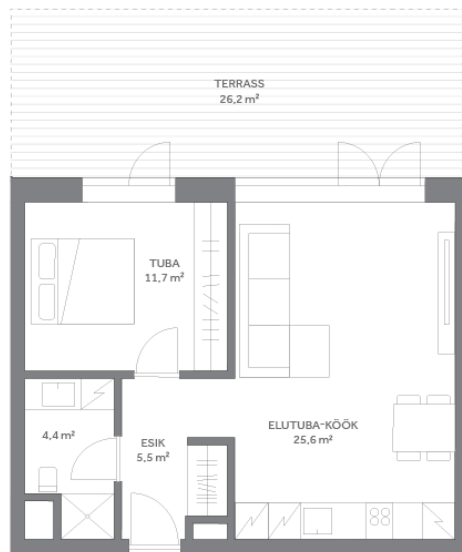 TERRASS
26,2 m²
TUBA
11,7 m²
4,4 m²
ESIK
5,5 m²
ELUTUBA-KÖÖK
25,6 m²